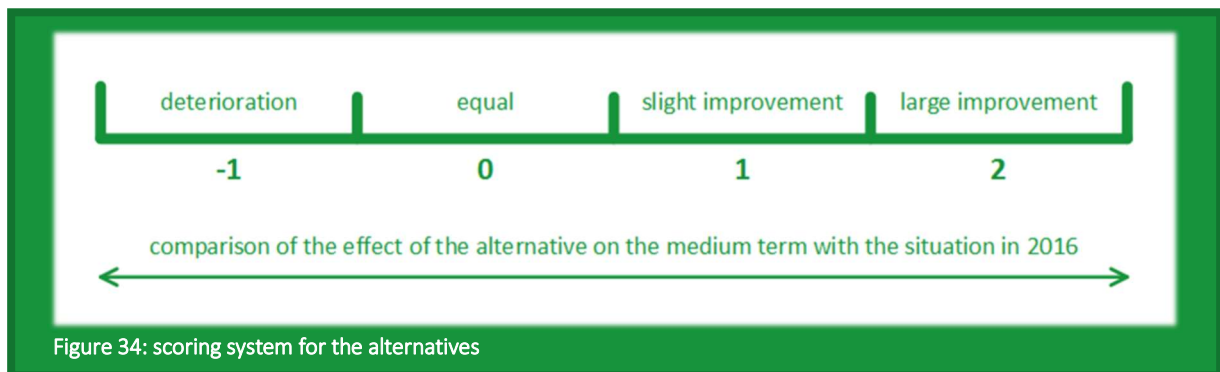 deterioration equal slight improvement large improvement
-1 0 1 2
comparison of the effect of the alternative on the medium term with the situation in 2016
Figure 34: scoring system for the alternatives